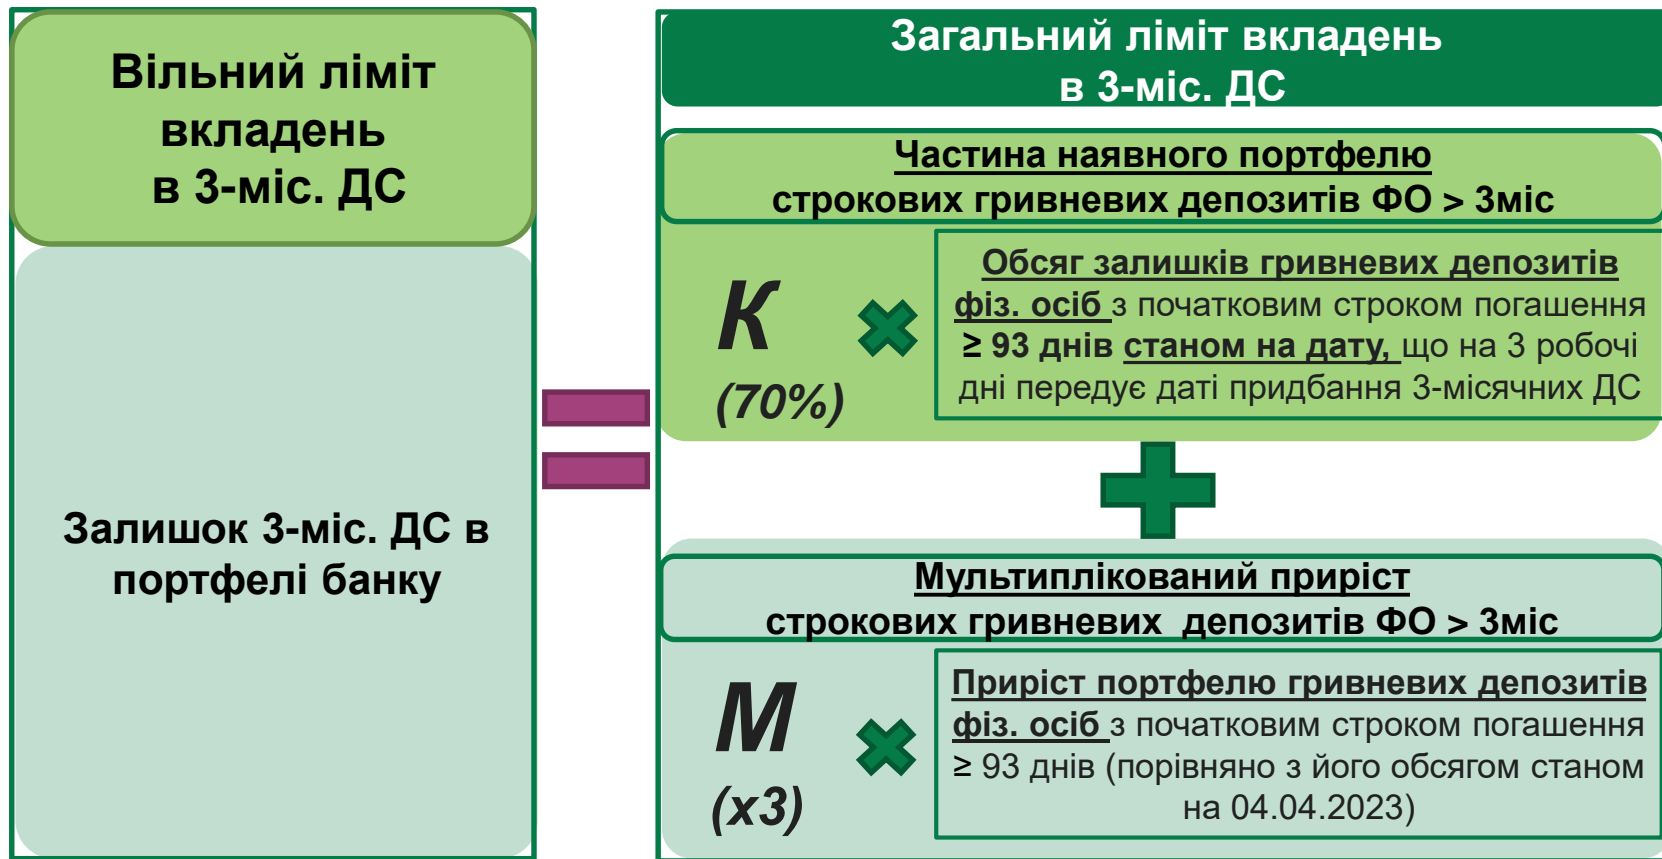 Вільний ліміт
вкладень
в 3-міс. ДС
Залишок 3-міс. ДС в
портфелі банку
Загальний ліміт вкладень
в 3-міс. ДС
Частина наявного портфелю
строкових гривневих депозитів ФО > 3міс
К
(70%)
Обсяг залишків гривневих депозитів
фіз. осіб з початковим строком погашення
≥ 93 днів станом на дату, що на 3 робочі
дні передує даті придбання 3-місячних ДС
Мультиплікований приріст
строкових гривневих  депозитів ФО > 3міс
М
(х3)
Приріст портфелю гривневих депозитів
фіз. осіб з початковим строком погашення
≥ 93 днів (порівняно з його обсягом станом
на 04.04.2023)